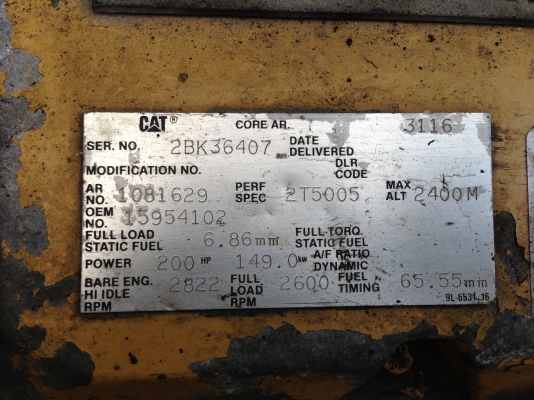 CAT® CORE AR. 3116
SER. NO. 2BK36407 DATE DELIVERED
MODIFICATION NO. DLR CODE
AR NO. 1081629 PERF SPEC 2T5005 MAX ALT 2400M
OEM NO. 15954102
FULL LOAD STATIC FUEL 6.86mm FULL-TORQ STATIC FUEL
POWER 200 HP 149.0 kw A/F RATIO DYNAMIC
BARE ENG. HI IDLE RPM 2822 FULL LOAD RPM 2600 FUEL TIMING 65.55mm
9L-6531 16